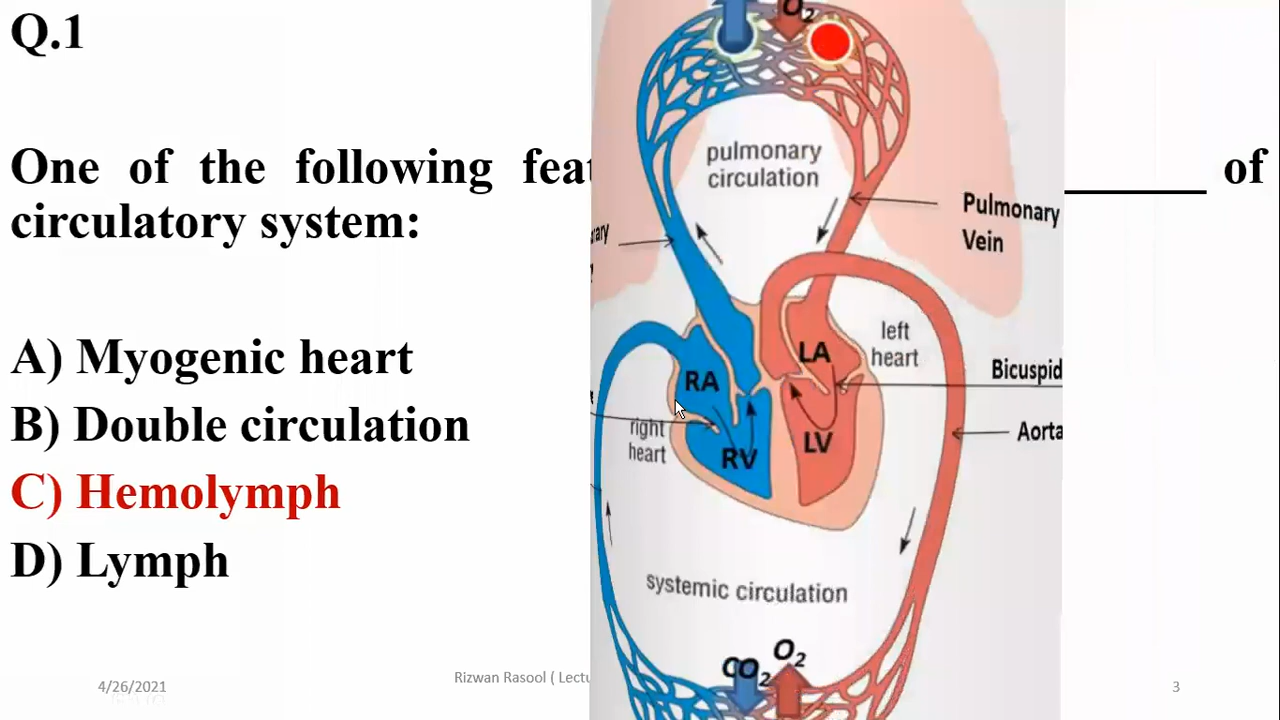 Q.1
One of the following of
circulatory system:
A) Myogenic heart
B) Double circulation
C) Hemolymph
D) Lymph
4/26/2021
Rizwan Rasool ( Lectu
3
O2
pulmonary
circulation
Pulmonary
Vein
left
heart
LA
RA
Bicuspid
right
heart
RV
LV
Aorta
systemic circulation
CO2
O2